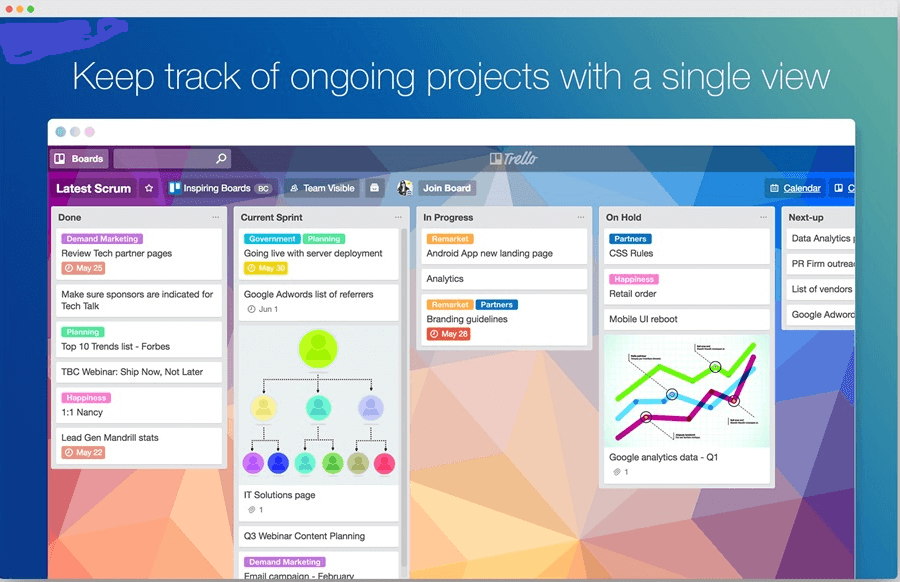 Keep track of ongoing projects with a single view
Boards
Trello
Latest Scrum
Inspiring Boards BC
Team Visible
Join Board
Calendar
Done
Demand Marketing
Review Tech partner pages
May 25
Make sure sponsors are indicated for
Tech Talk
Planning
Top 10 Trends list - Forbes
TBC Webinar: Ship Now, Not Later
Happiness
1:1 Nancy
Lead Gen Mandrill stats
May 22
Current Sprint
Government Planning
Going live with server deployment
May 30
Google Adwords list of referrers
Jun 1
IT Solutions page
1
Q3 Webinar Content Planning
Demand Marketing
Email campaign - February
In Progress
Remarket
Android App new landing page
Analytics
Remarket Partners
Branding guidelines
May 28
On Hold
Partners
CSS Rules
Happiness
Retail order
Mobile UI reboot
Google analytics data - Q1
1
Next-up
Data Analytics
PR Firm
List of vendors
Google